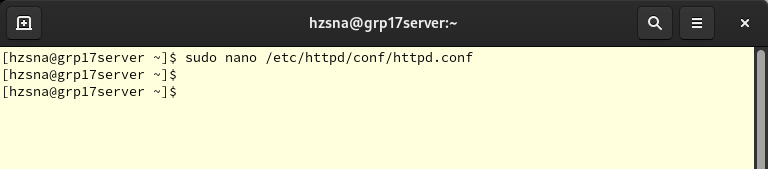 hzsna@grp17server:~
[hzsna@grp17server ~]$ sudo nano /etc/httpd/conf/httpd.conf
[hzsna@grp17server ~]$
[hzsna@grp17server ~]$